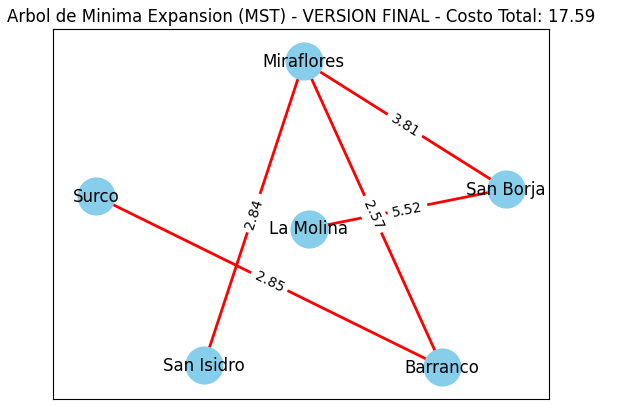 Arbol de Minima Expansion (MST) - VERSION FINAL - Costo Total: 17.59
Miraflores
3.81
Surco
San Borja
2.84
2.57
5.52
La Molina
2.85
San Isidro
Barranco